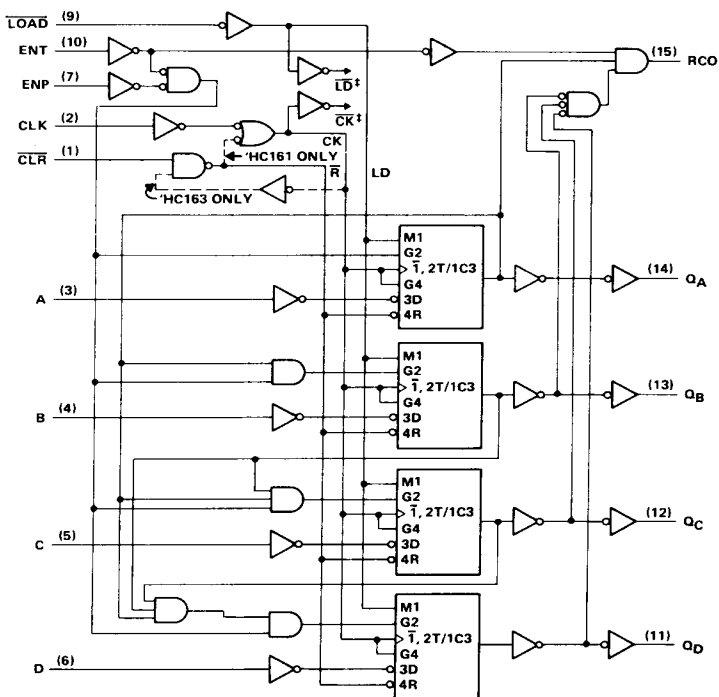 LOAD (9)
ENT (10)
(15) RCO
ENP (7)
LD‡
CK‡
CLK (2)
CK
CLR (1)
'HC161 ONLY
R
LD
'HC163 ONLY
M1
G2
1, 2T/1C3
G4
3D
4R
A (3)
(14) QA
M1
G2
1, 2T/1C3
G4
3D
4R
B (4)
(13) QB
M1
G2
1, 2T/1C3
G4
3D
4R
C (5)
(12) QC
M1
G2
1, 2T/1C3
G4
3D
4R
D (6)
(11) QD